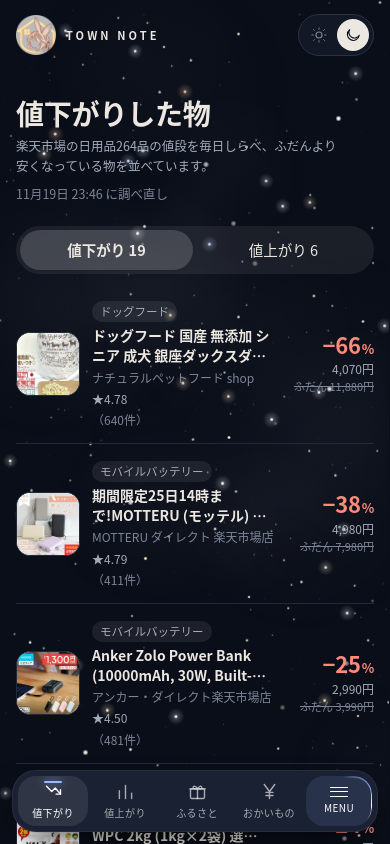 TOWN NOTE
値下がりした物
楽天市場の日用品264品の値段を毎日しらべ、ふだんより
安くなっている物を並べています。
11月19日 23:46 に調べ直し
値下がり 19
値上がり 6
ドッグフード
ドッグフード 国産 無添加 シ
ニア 成犬 銀座ダックスダ…
ナチュラルペットフード shop
★4.78
（640件）
−66%
4,070円
ふだん 11,880円
モバイルバッテリー
期間限定25日14時ま
で!MOTTERU (モッテル) …
MOTTERU ダイレクト 楽天市場店
★4.79
（411件）
−38%
4,980円
ふだん 7,980円
モバイルバッテリー
Anker Zolo Power Bank
(10000mAh, 30W, Built-…
アンカー・ダイレクト楽天市場店
★4.50
（481件）
−25%
2,990円
ふだん 3,990円
1,300円
値下がり
値上がり
ふるさと
おかいもの
MENU
WPC 2kg (1kg×2袋) 選…